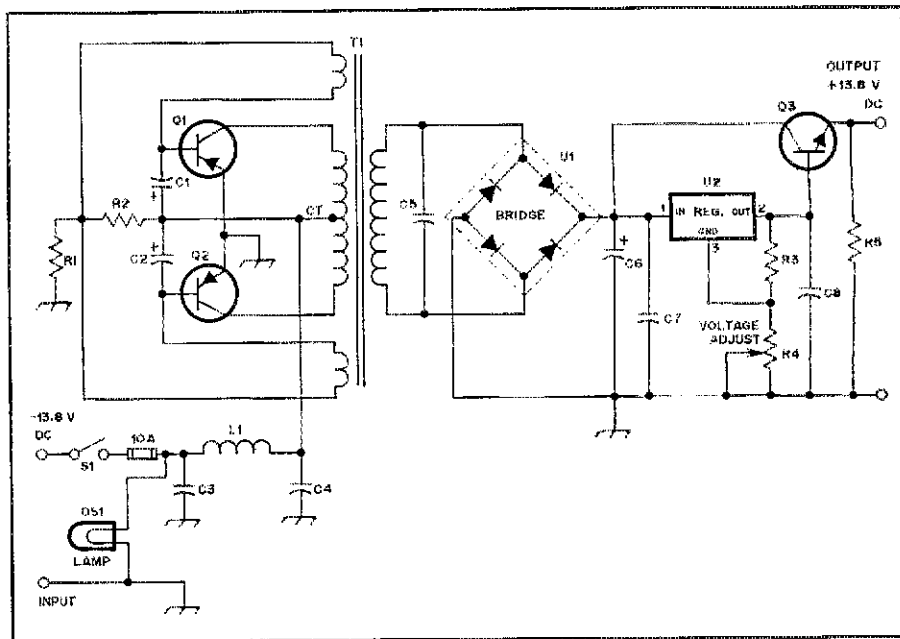 T1
OUTPUT
+13.8 V
DC
Q3
Q1
U1
U2
C1
R2
CT
C5
BRIDGE
1 IN REG. OUT 2
GND
3
C2
Q2
R1
C6
R3
C8
R5
C7
VOLTAGE
ADJUST
R4
-13.8 V
DC
S1
10A
L1
C3
C4
DS1
LAMP
INPUT